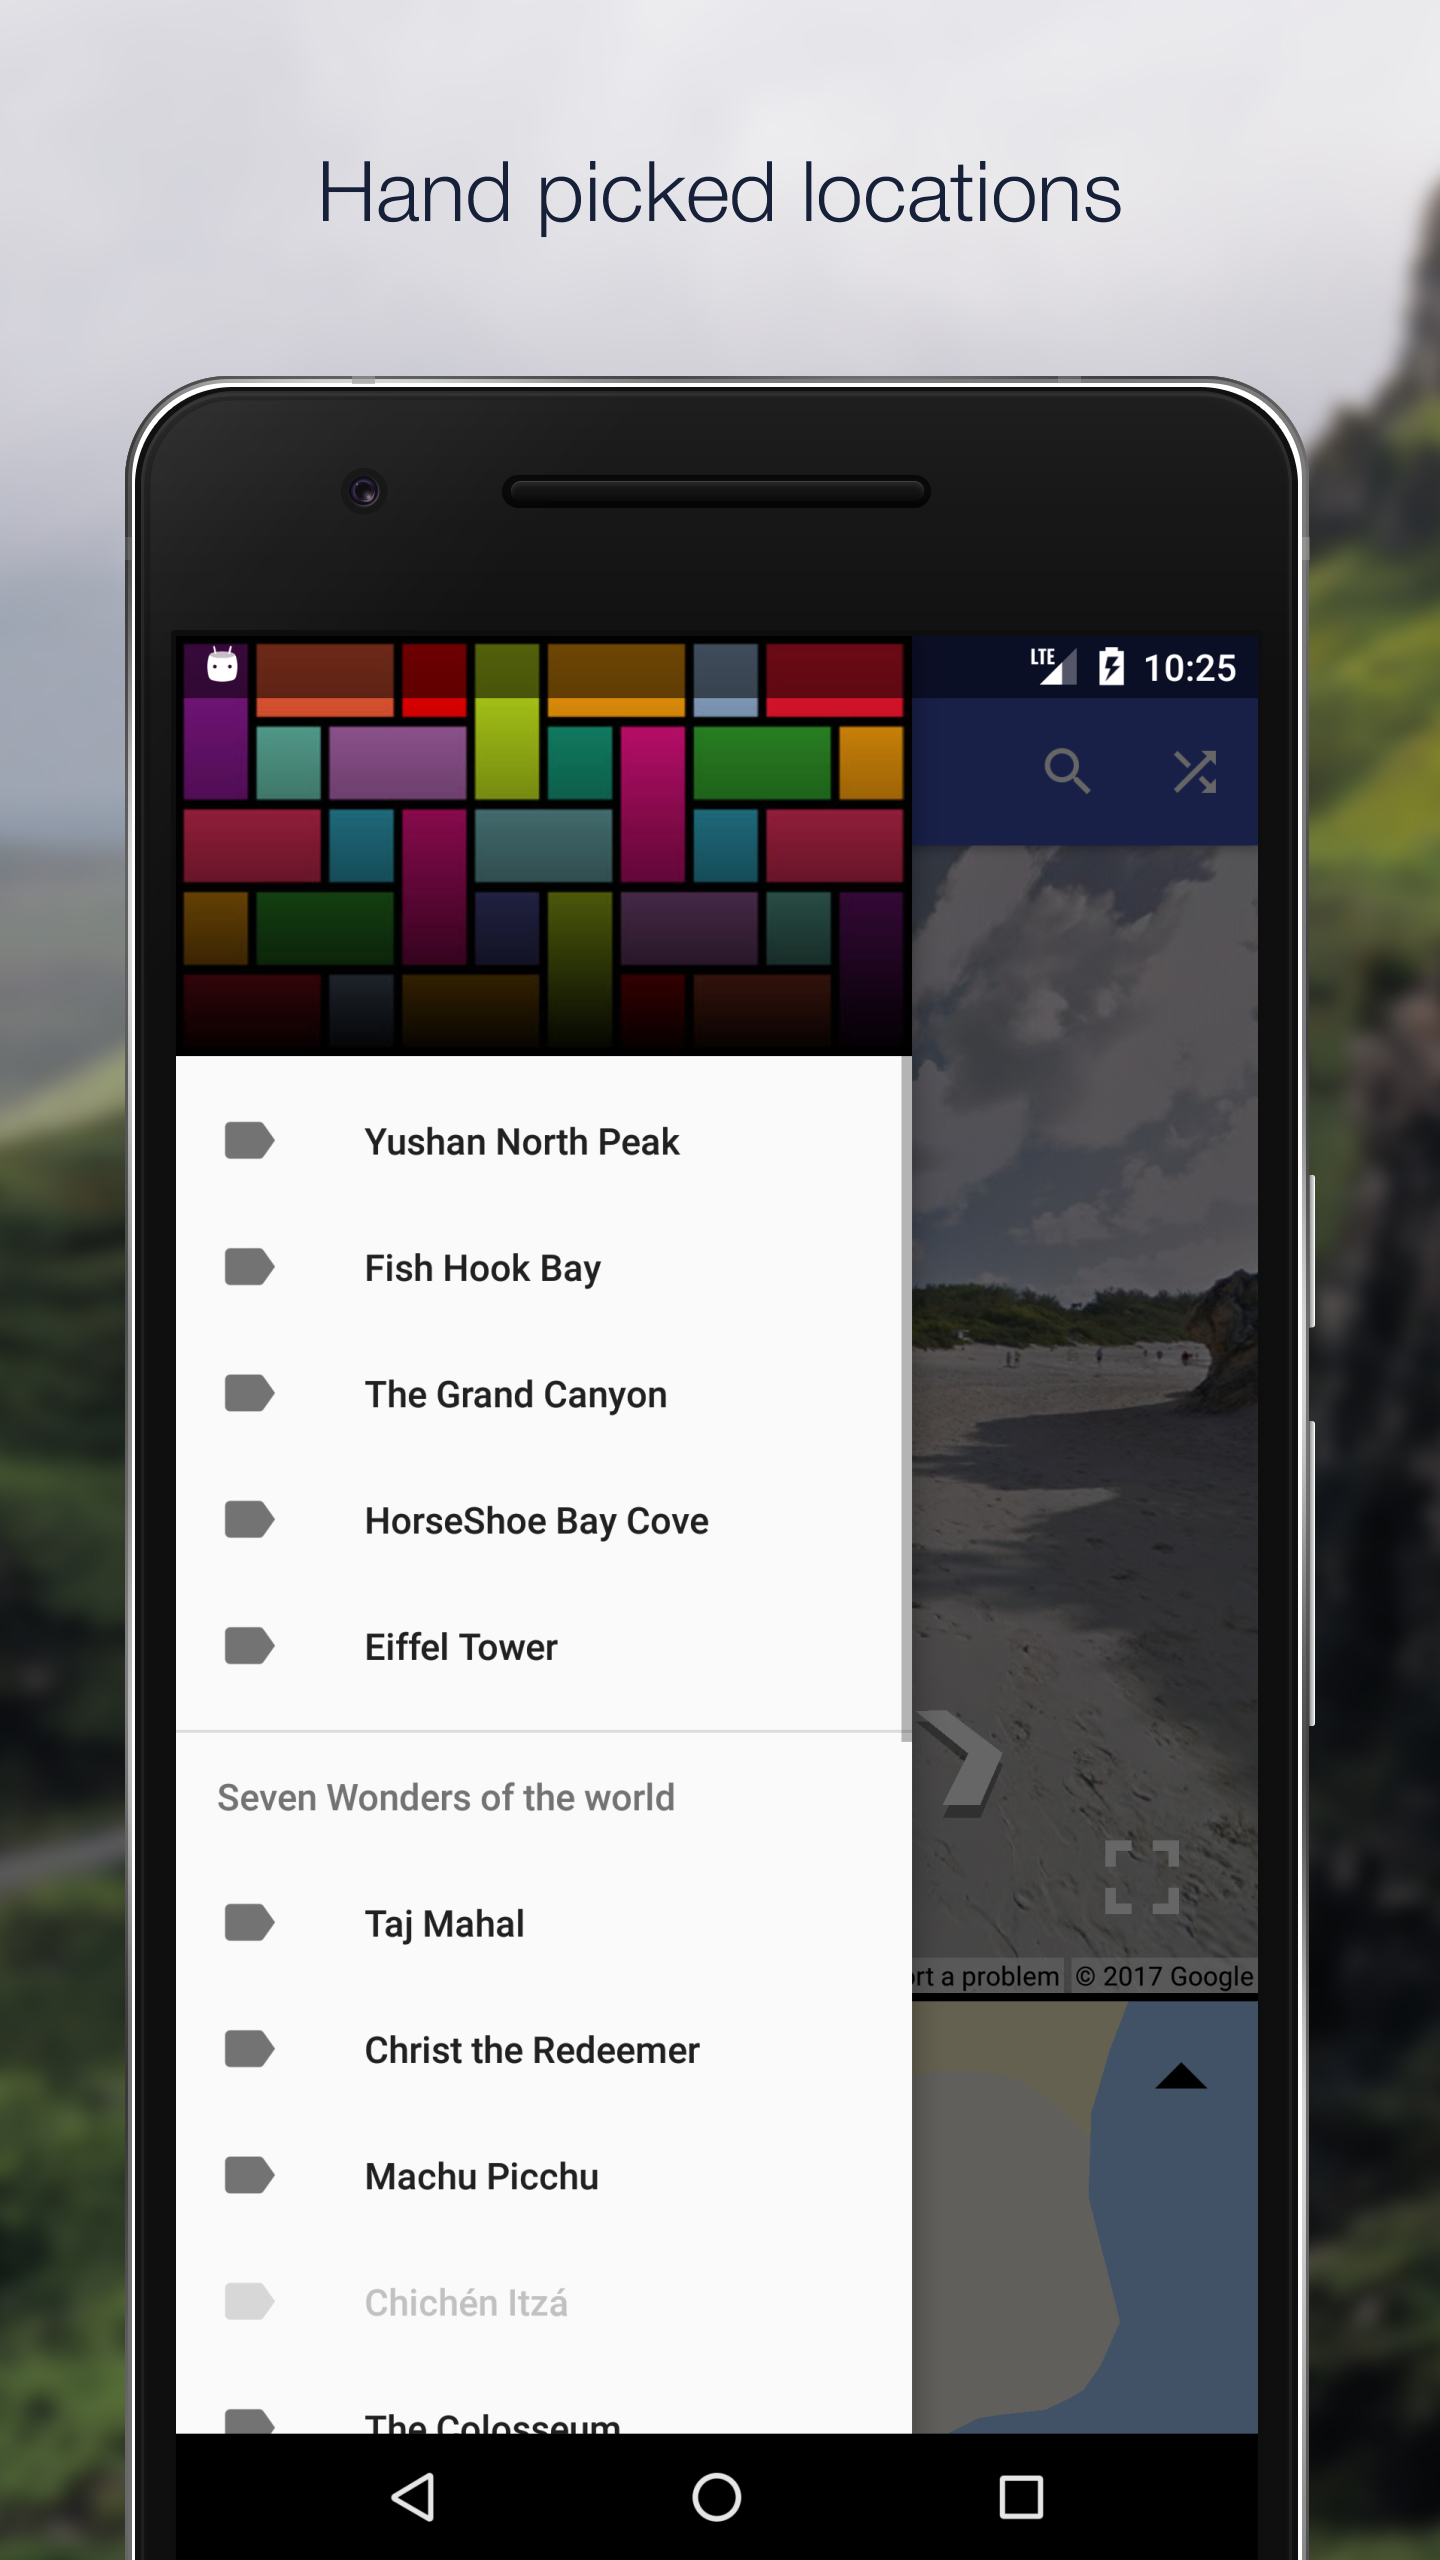 Hand picked locations
LTE 10:25
Yushan North Peak
Fish Hook Bay
The Grand Canyon
HorseShoe Bay Cove
Eiffel Tower
Seven Wonders of the world
Taj Mahal
a problem © 2017 Google
Christ the Redeemer
Machu Picchu
Chichén Itzá
The Colosseum